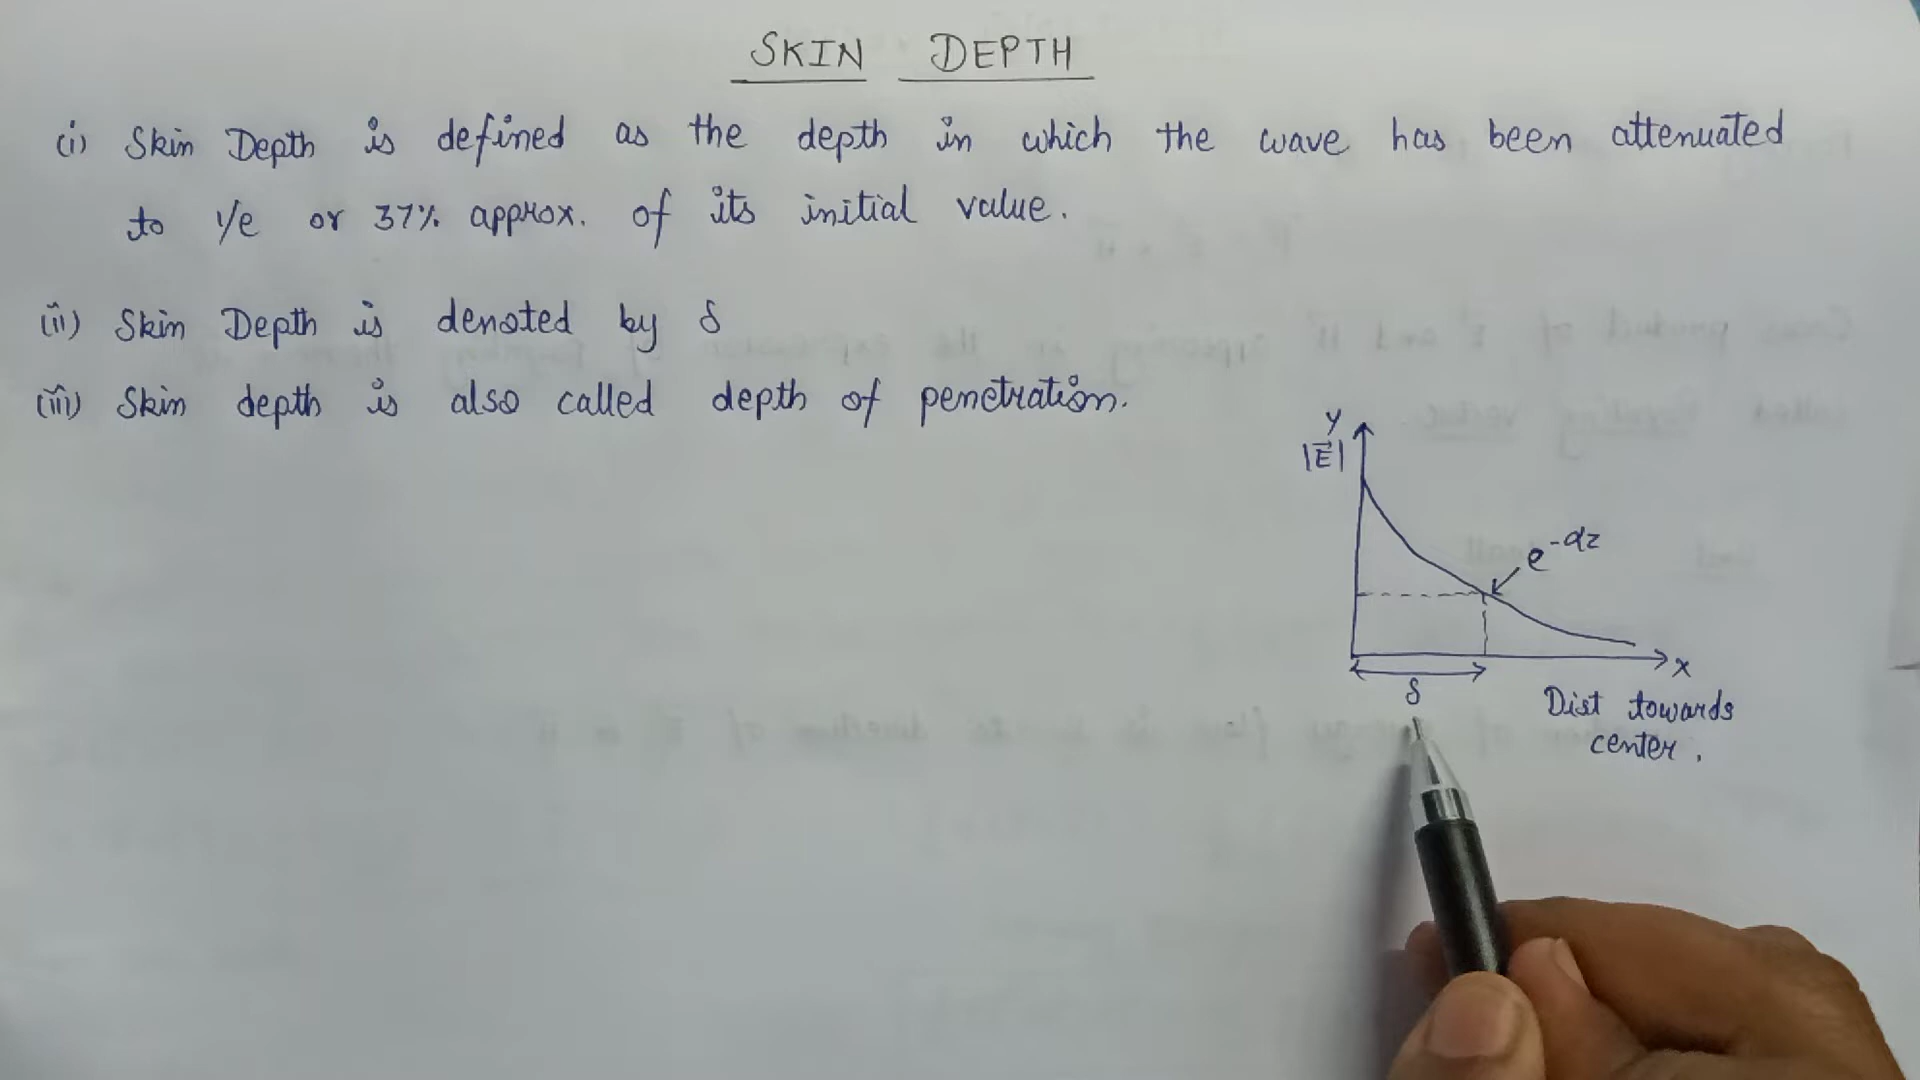 SKIN DEPTH
(i) Skin Depth is defined as the depth in which the wave has been attenuated
to 1/e or 37% approx. of its initial value.
(ii) Skin Depth is denoted by δ
(iii) Skin depth is also called depth of penetration.
y
|E⃗|
e^-αz
x
δ
Dist towards
center.